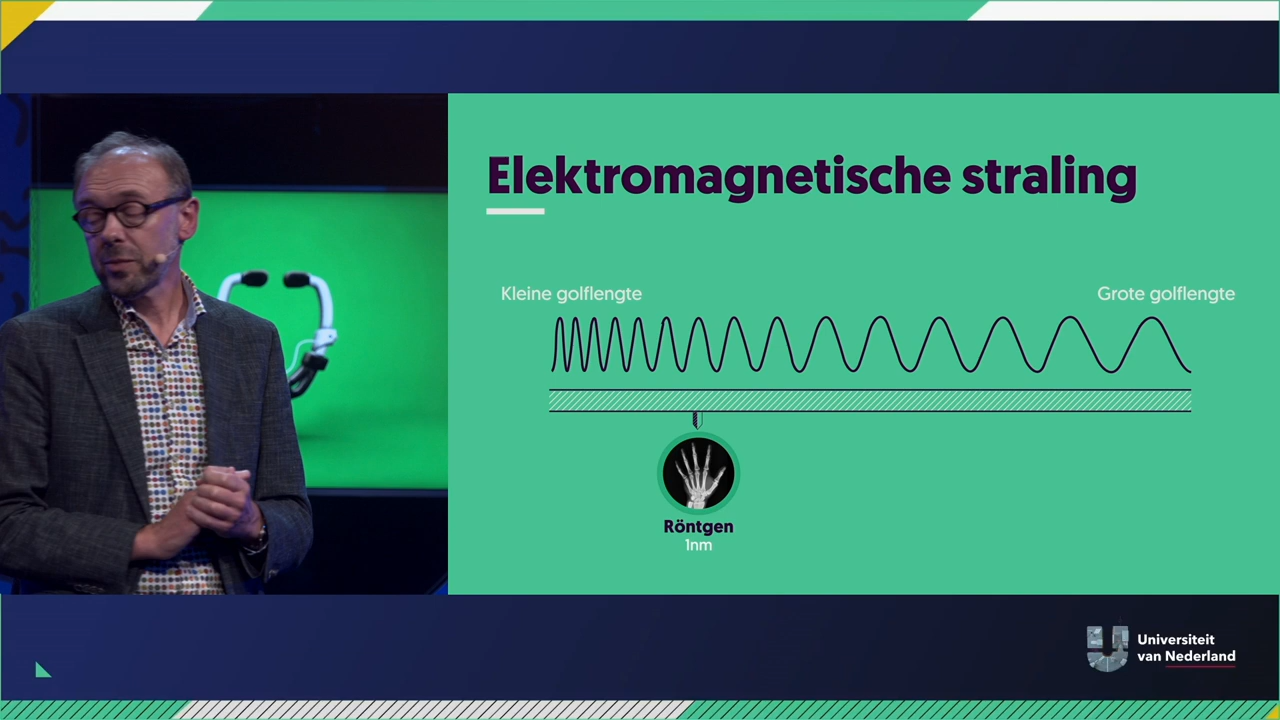 Elektromagnetische straling
Kleine golflengte
Grote golflengte
Röntgen
1nm
Universiteit
van Nederland